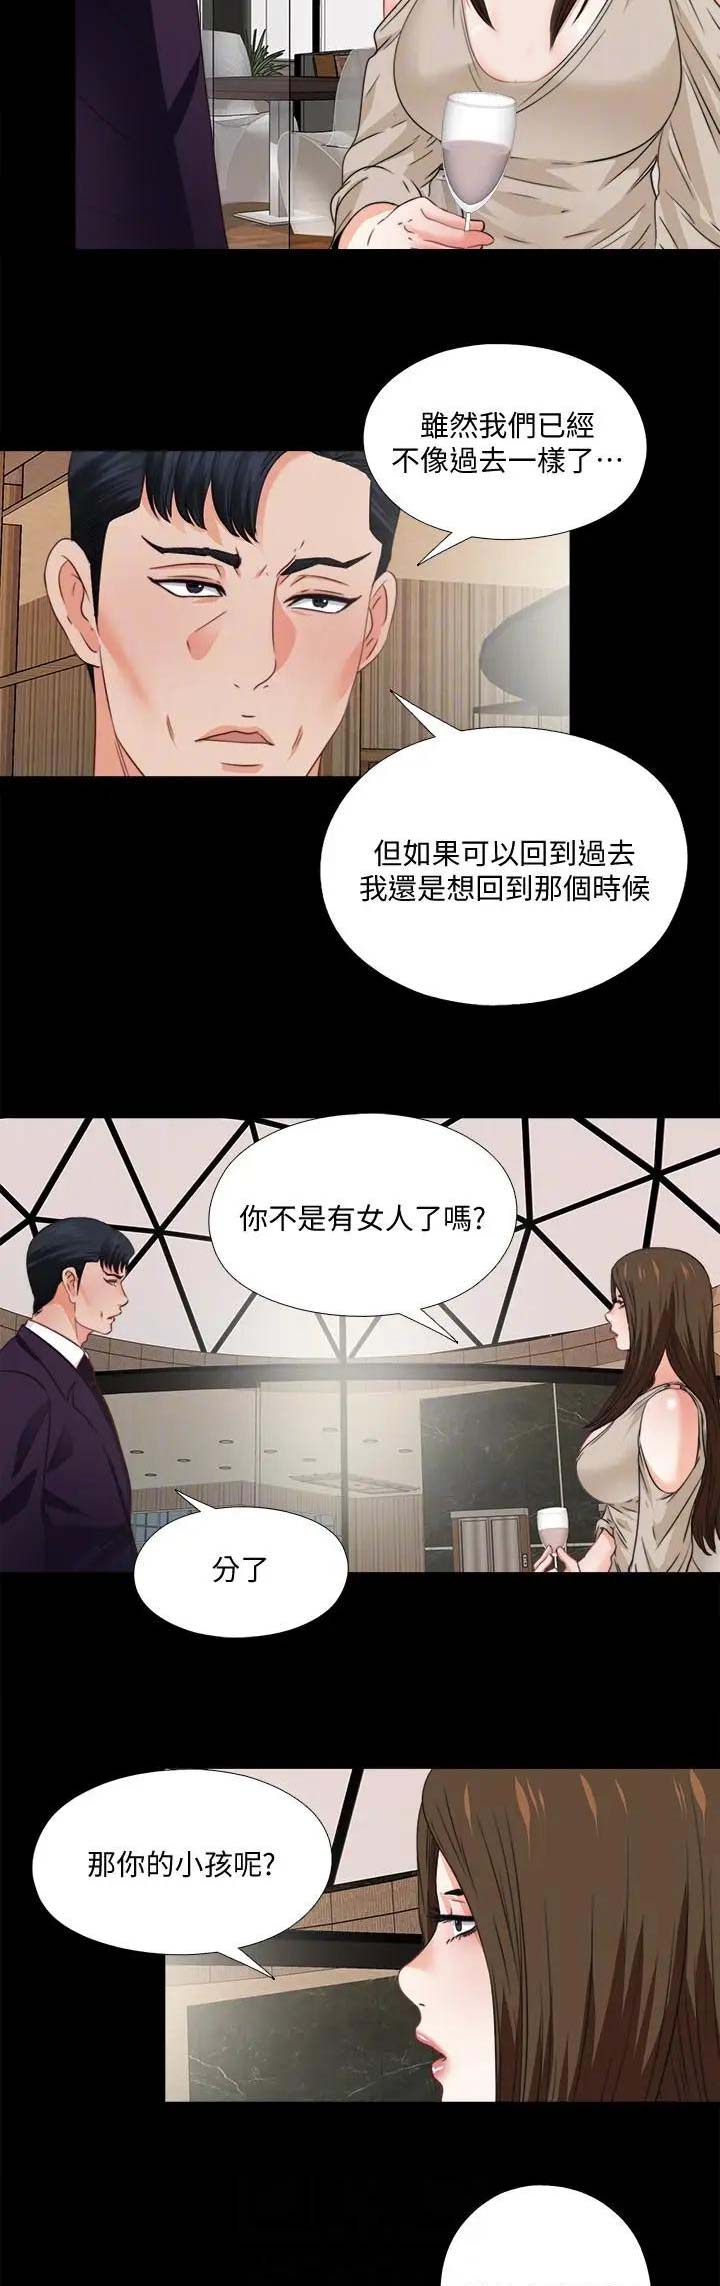 雖然我們已經
不像過去一樣了…
但如果可以回到過去
我還是想回到那個時候
你不是有女人了嗎?
分了
那你的小孩呢?